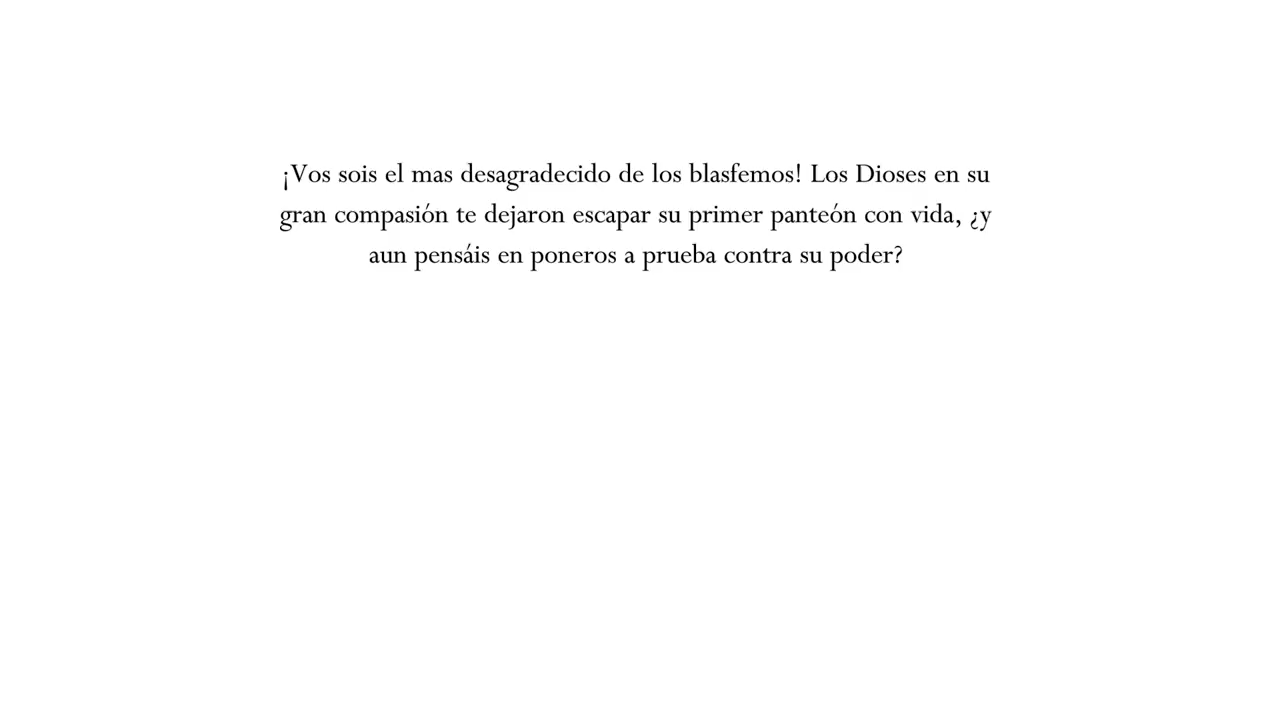 ¡Vos sois el mas desagradecido de los blasfemos! Los Dioses en su
gran compasión te dejaron escapar su primer panteón con vida, ¿y
aun pensáis en poneros a prueba contra su poder?